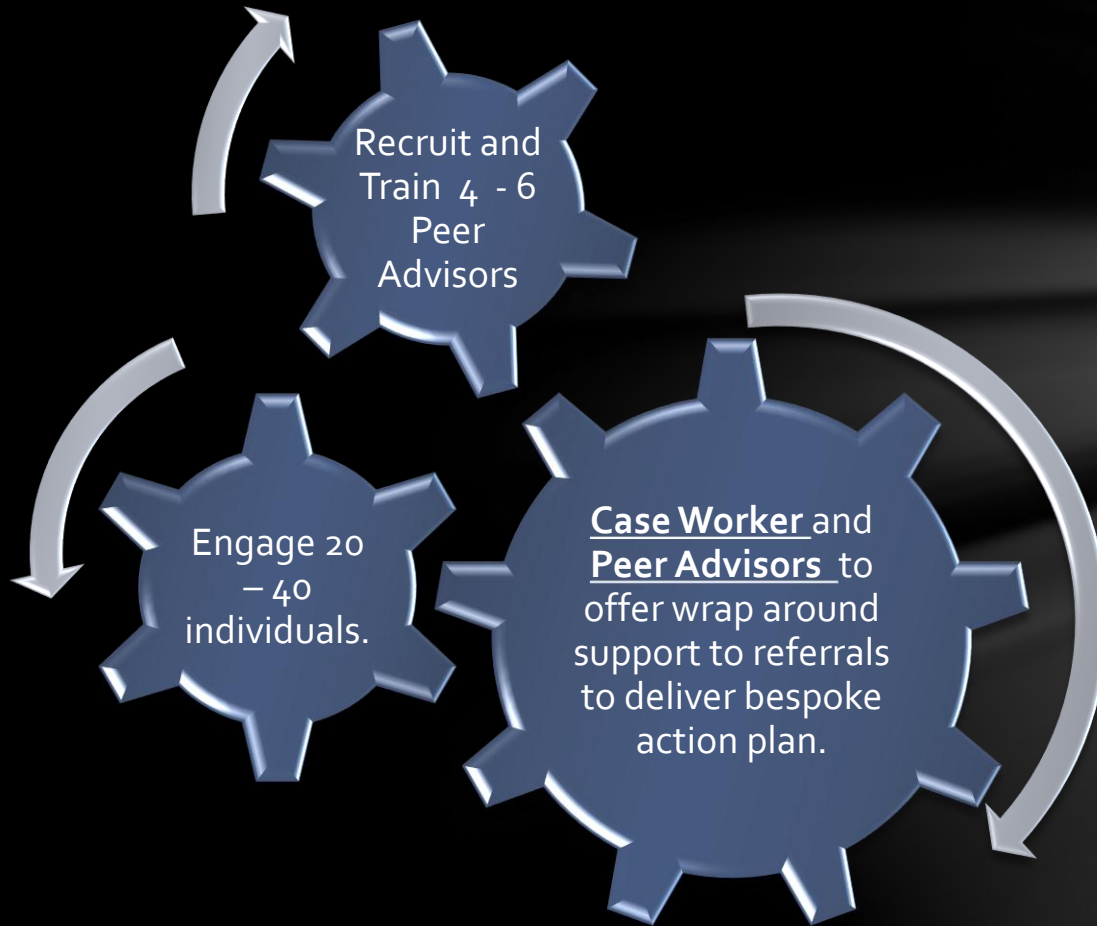 Recruit and
Train 4 - 6
Peer
Advisors
Engage 20
– 40
individuals.
Case Worker and
Peer Advisors to
offer wrap around
support to referrals
to deliver bespoke
action plan.